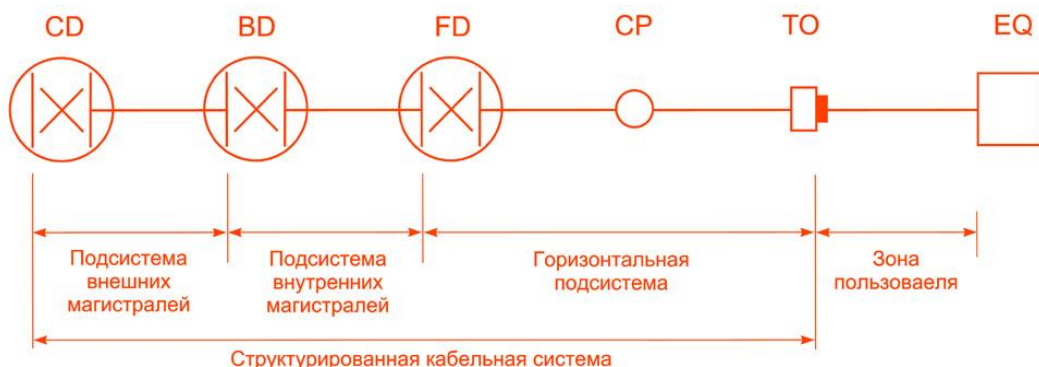 CD BD FD CP TO EQ
Подсистема
внешних
магистралей
Подсистема
внутренних
магистралей
Горизонтальная
подсистема
Зона
пользоваеля
Структурированная кабельная система